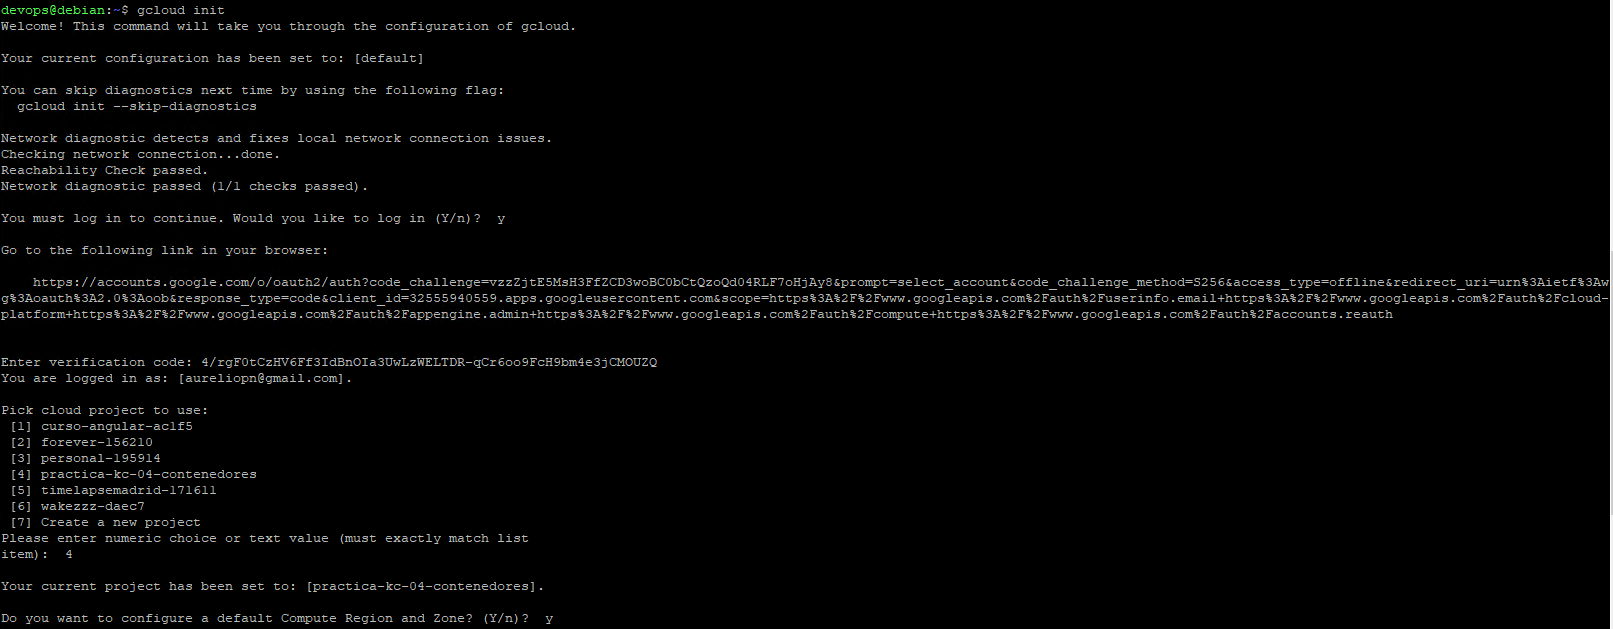 devops@debian:~$ gcloud init
Welcome! This command will take you through the configuration of gcloud.
Your current configuration has been set to: [default]
You can skip diagnostics next time by using the following flag:
  gcloud init --skip-diagnostics
Network diagnostic detects and fixes local network connection issues.
Checking network connection...done.
Reachability Check passed.
Network diagnostic passed (1/1 checks passed).
You must log in to continue. Would you like to log in (Y/n)?  y
Go to the following link in your browser:
    https://accounts.google.com/o/oauth2/auth?code_challenge=vzzZjtE5MsH3FfZCD3woBC0bCtQzoQd04RLF7oHjAy8&prompt=select_account&code_challenge_method=S256&access_type=offline&redirect_uri=urn%3Aietf%3Aw
g%3Aoauth%3A2.0%3Aoob&response_type=code&client_id=32555940559.apps.googleusercontent.com&scope=https%3A%2F%2Fwww.googleapis.com%2Fauth%2Fuserinfo.email+https%3A%2F%2Fwww.googleapis.com%2Fauth%2Fcloud-
platform+https%3A%2F%2Fwww.googleapis.com%2Fauth%2Fappengine.admin+https%3A%2F%2Fwww.googleapis.com%2Fauth%2Fcompute+https%3A%2F%2Fwww.googleapis.com%2Fauth%2Faccounts.reauth
Enter verification code: 4/rgF0tCzHV6Ff3IdBnOIa3UwLzWELTDR-qCr6oo9FcH9bm4e3jCMOUZQ
You are logged in as: [aureliopn@gmail.com].
Pick cloud project to use:
 [1] curso-angular-ac1f5
 [2] forever-156210
 [3] personal-195914
 [4] practica-kc-04-contenedores
 [5] timelapsemadrid-171611
 [6] wakezzz-daec7
 [7] Create a new project
Please enter numeric choice or text value (must exactly match list
item):  4
Your current project has been set to: [practica-kc-04-contenedores].
Do you want to configure a default Compute Region and Zone? (Y/n)?  y